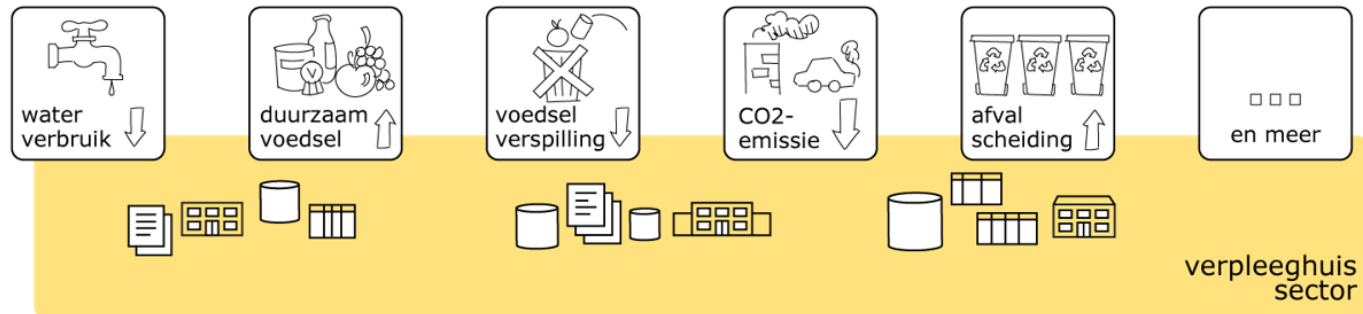 water
verbruik
duurzaam
voedsel
voedsel
verspilling
CO2-
emissie
afval
scheiding
en meer
verpleeghuis
sector